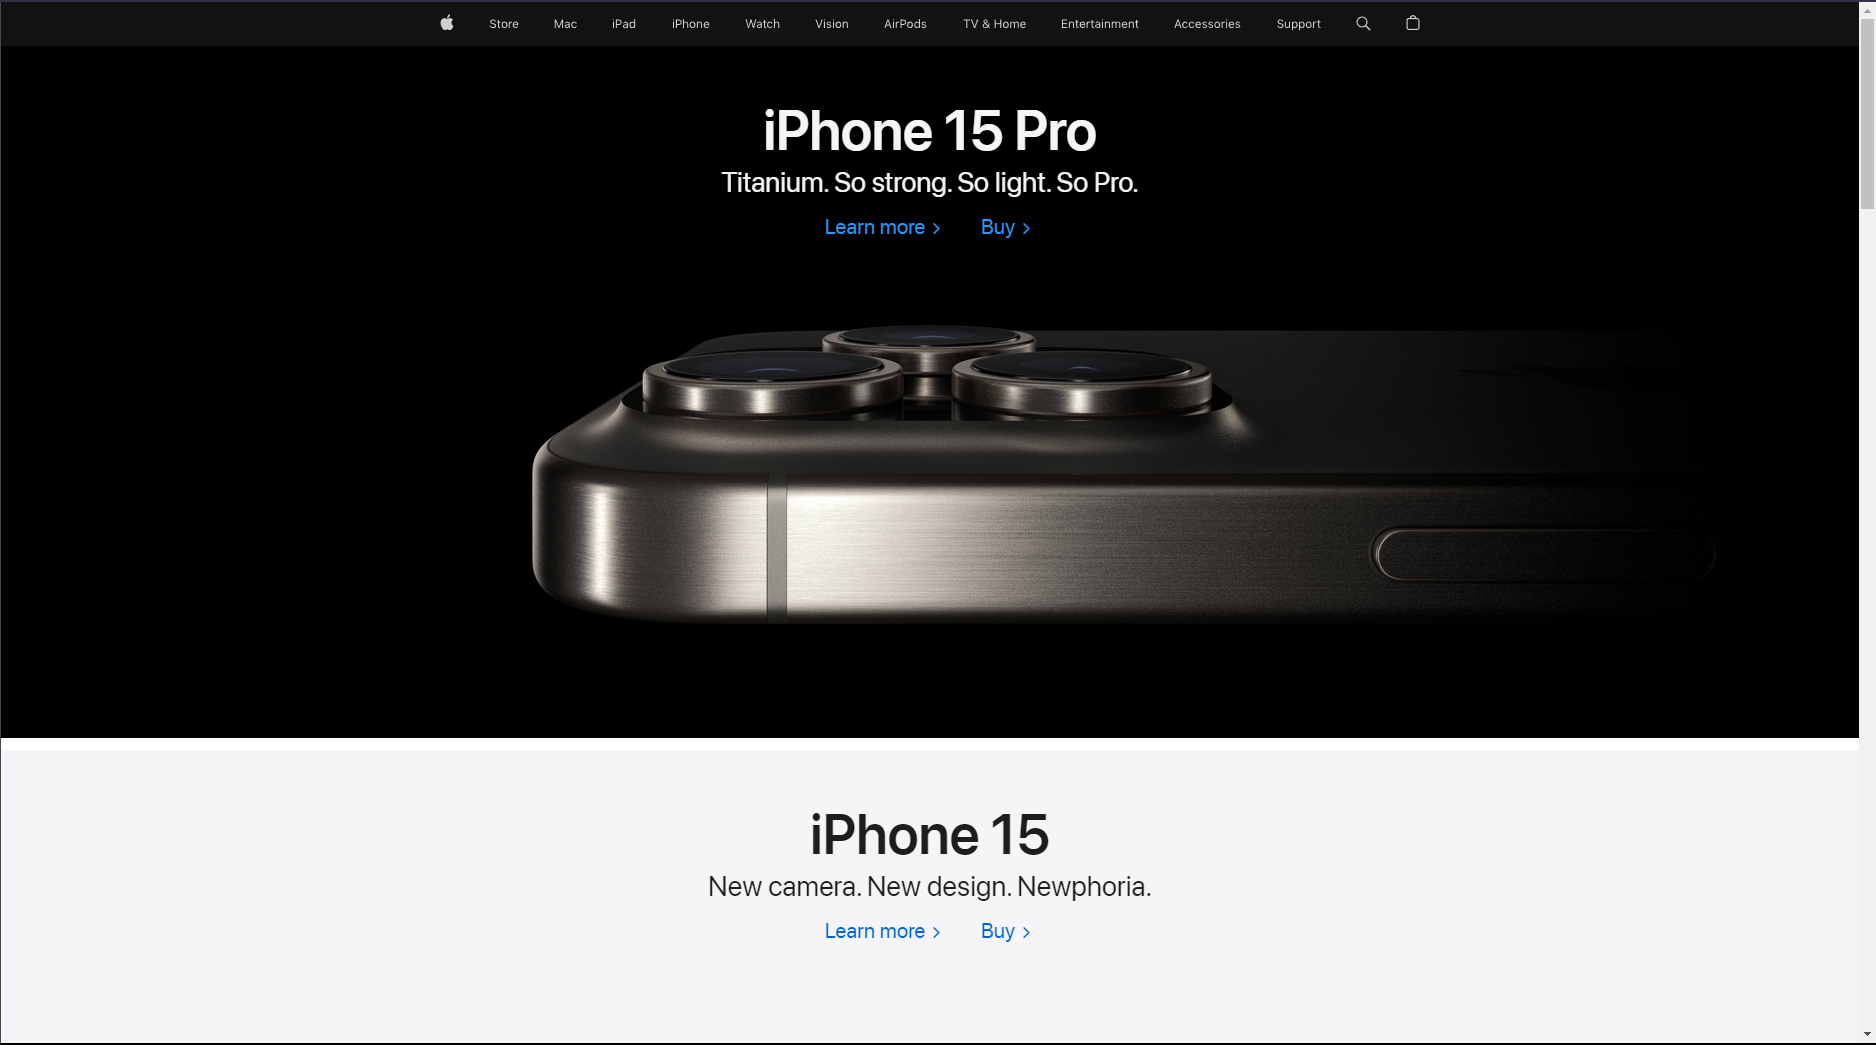 Store Mac iPad iPhone Watch Vision AirPods TV & Home Entertainment Accessories Support
iPhone 15 Pro
Titanium. So strong. So light. So Pro.
Learn more > Buy >
iPhone 15
New camera. New design. Newphoria.
Learn more > Buy >